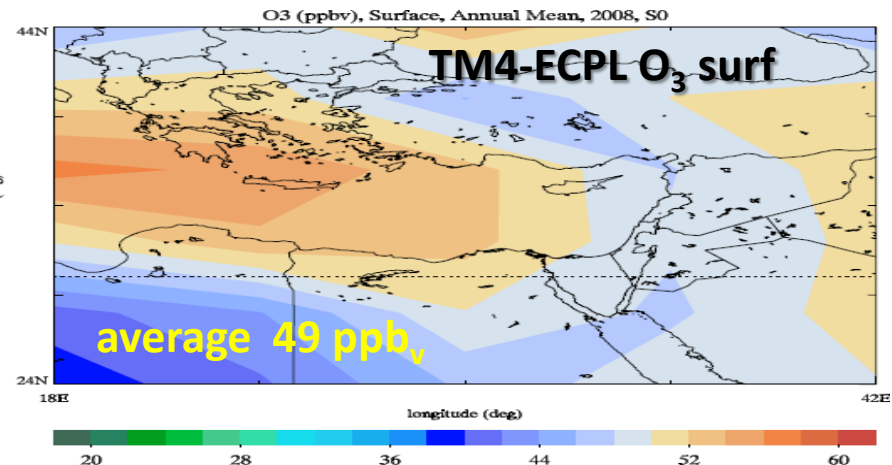 O3 (ppbv), Surface, Annual Mean, 2008, S0
44N
TM4-ECPL O₃ surf
average 49 ppbᵥ
24N
18E 42E
longitude (deg)
20 28 36 44 52 60